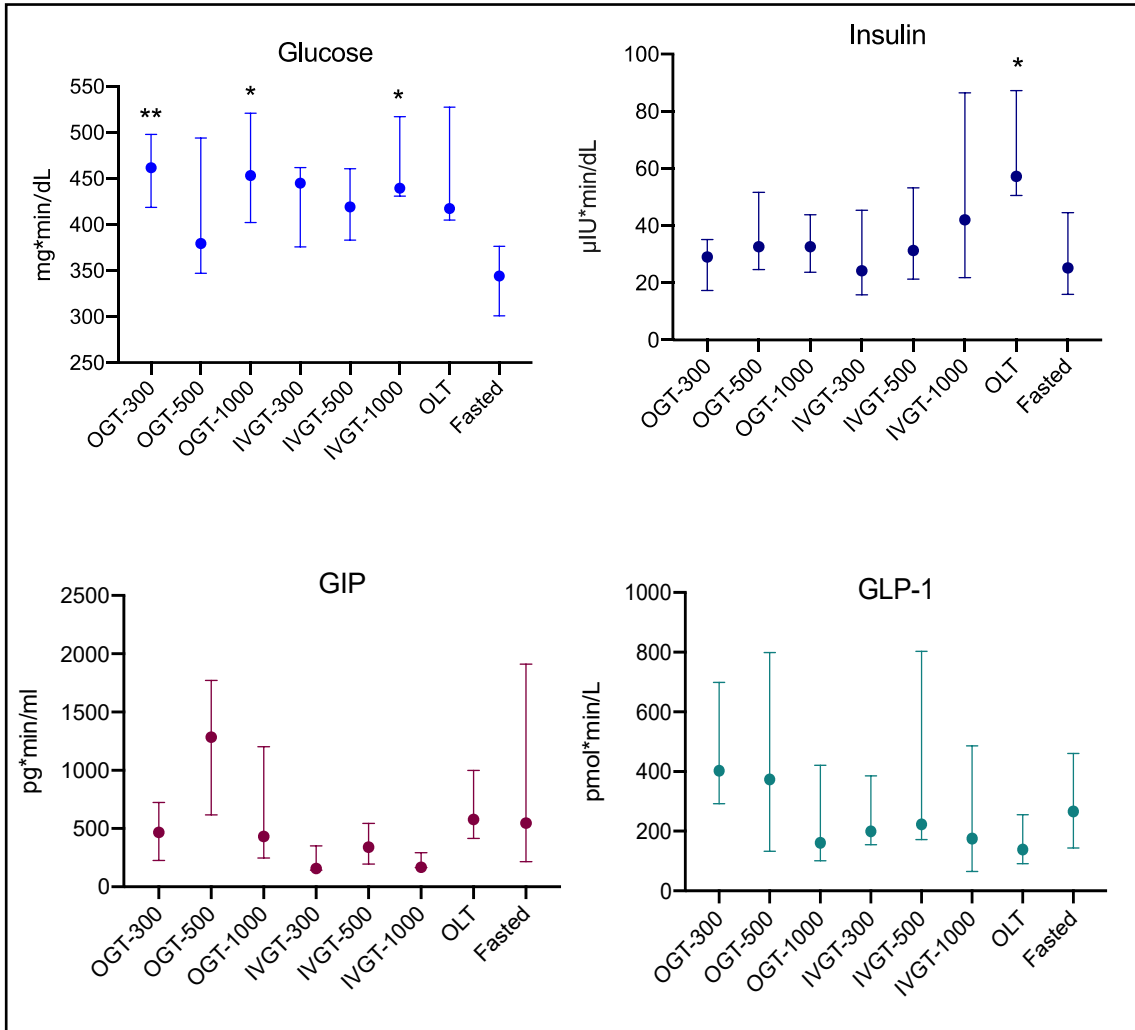 Glucose
550
500
450
400
350
300
250
mg*min/dL
** * *
OGT-300
OGT-500
OGT-1000
IVGT-300
IVGT-500
IVGT-1000
OLT
Fasted
Insulin
100
80
60
40
20
0
µIU*min/dL
*
OGT-300
OGT-500
OGT-1000
IVGT-300
IVGT-500
IVGT-1000
OLT
Fasted
GIP
2500
2000
1500
1000
500
0
pg*min/ml
OGT-300
OGT-500
OGT-1000
IVGT-300
IVGT-500
IVGT-1000
OLT
Fasted
GLP-1
1000
800
600
400
200
0
pmol*min/L
OGT-300
OGT-500
OGT-1000
IVGT-300
IVGT-500
IVGT-1000
OLT
Fasted